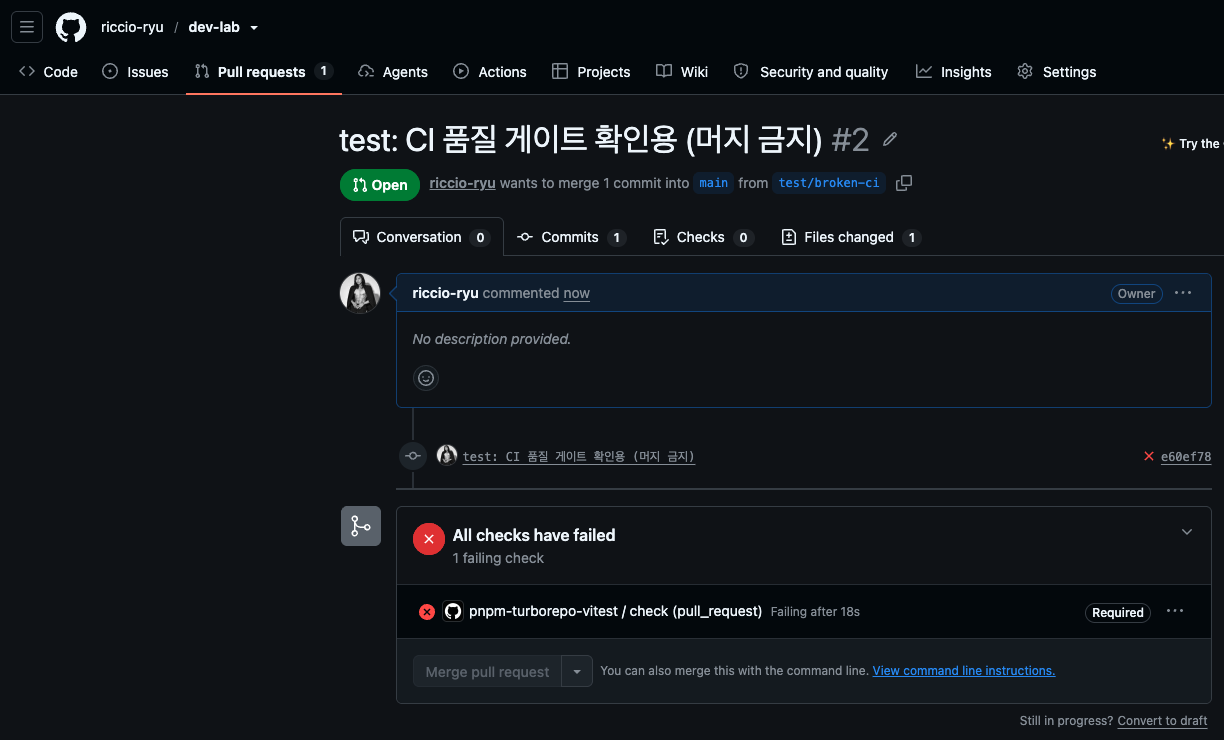 riccio-ryu / dev-lab
Code Issues Pull requests 1 Agents Actions Projects Wiki Security and quality Insights Settings
test: CI 품질 게이트 확인용 (머지 금지) #2
Try the
Open riccio-ryu wants to merge 1 commit into main from test/broken-ci
Conversation 0 Commits 1 Checks 0 Files changed 1
riccio-ryu commented now Owner
No description provided.
test: CI 품질 게이트 확인용 (머지 금지) e60ef78
All checks have failed
1 failing check
pnpm-turborepo-vitest / check (pull_request) Failing after 18s Required
Merge pull request You can also merge this with the command line. View command line instructions.
Still in progress? Convert to draft